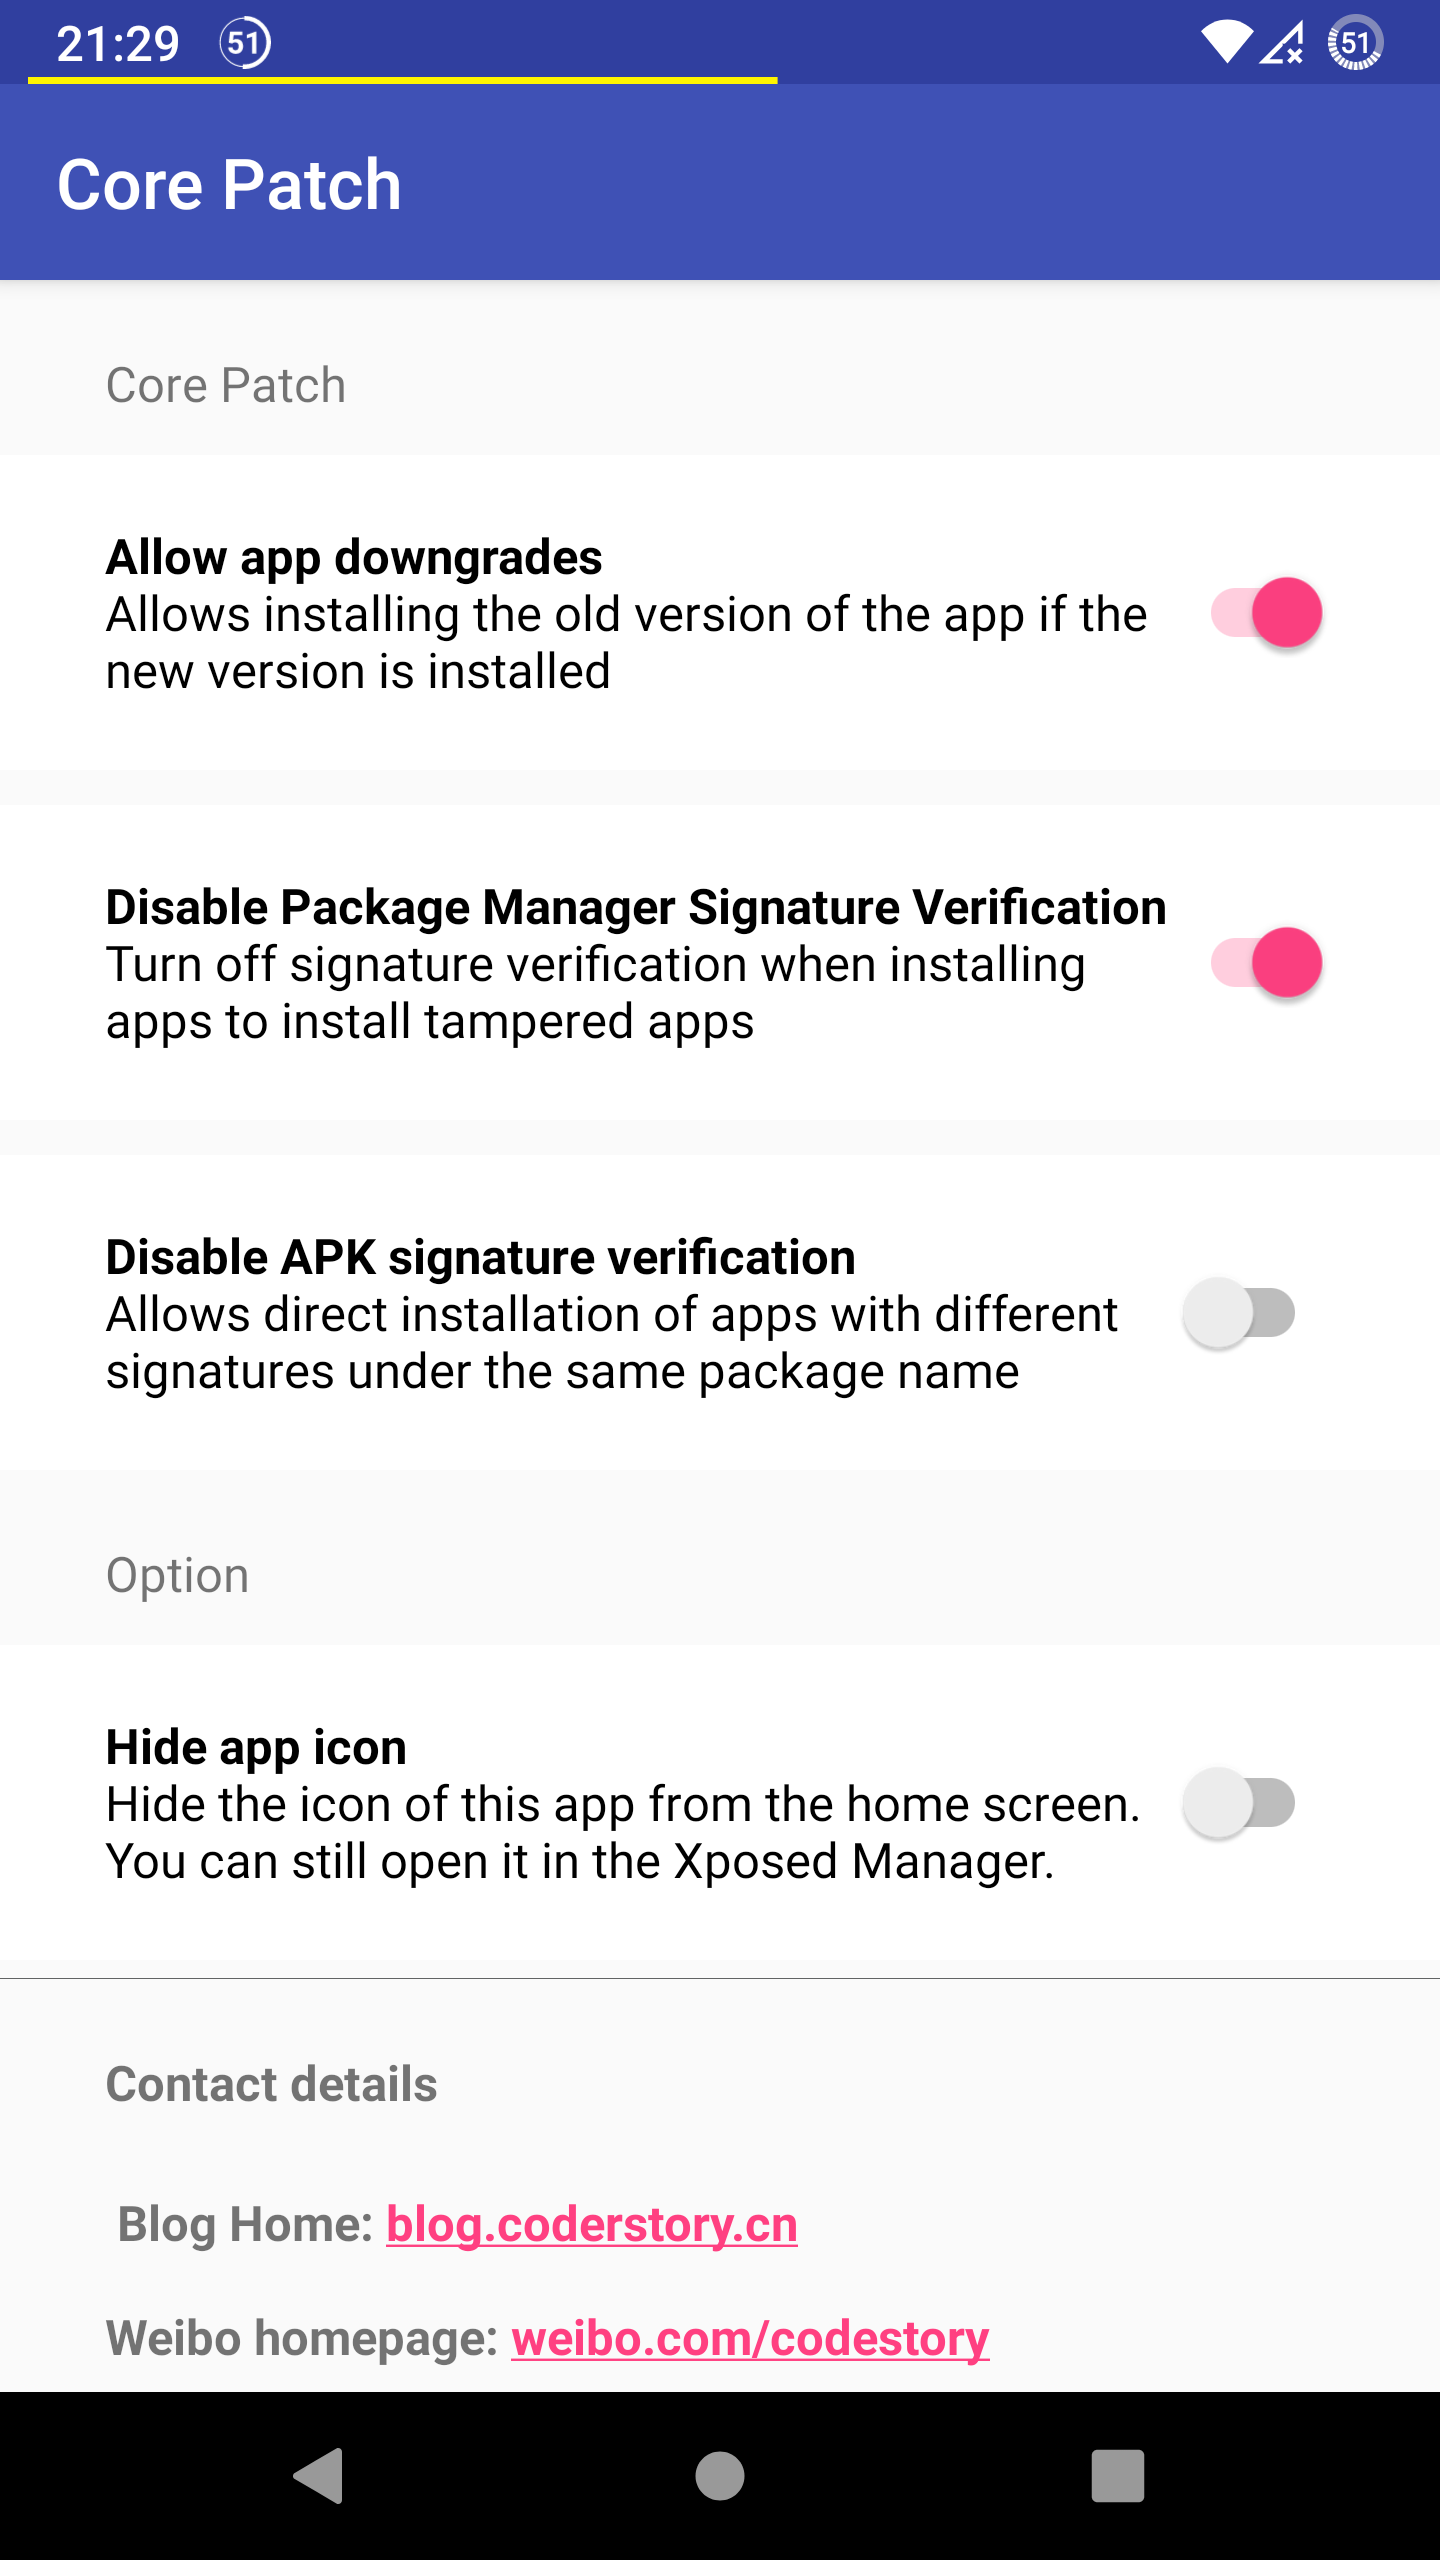 21:29 51 51
Core Patch
Core Patch
Allow app downgrades
Allows installing the old version of the app if the
new version is installed
Disable Package Manager Signature Verification
Turn off signature verification when installing
apps to install tampered apps
Disable APK signature verification
Allows direct installation of apps with different
signatures under the same package name
Option
Hide app icon
Hide the icon of this app from the home screen.
You can still open it in the Xposed Manager.
Contact details
Blog Home: blog.coderstory.cn
Weibo homepage: weibo.com/codestory